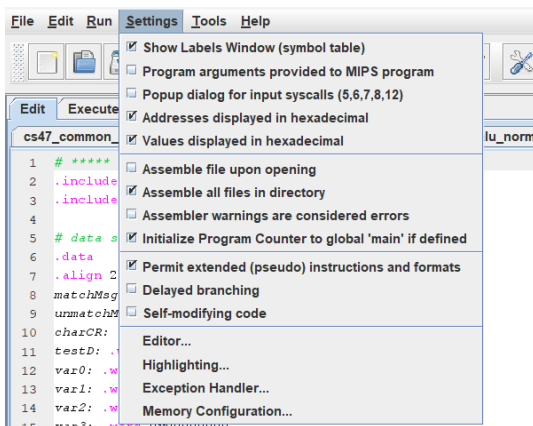 File Edit Run Settings Tools Help
Show Labels Window (symbol table)
Program arguments provided to MIPS program
Popup dialog for input syscalls (5,6,7,8,12)
Addresses displayed in hexadecimal
Values displayed in hexadecimal
Assemble file upon opening
Assemble all files in directory
Assembler warnings are considered errors
Initialize Program Counter to global 'main' if defined
Permit extended (pseudo) instructions and formats
Delayed branching
Self-modifying code
Editor...
Highlighting...
Exception Handler...
Memory Configuration...
Edit Execute
cs47_common_ lu_norm
1 # *****
2 .include
3 .include
4
5 # data s
6 .data
7 .align 2
8 matchMsg
9 unmatchM
10 charCR:
11 testD: .
12 var0: .w
13 var1: .w
14 var2: .w